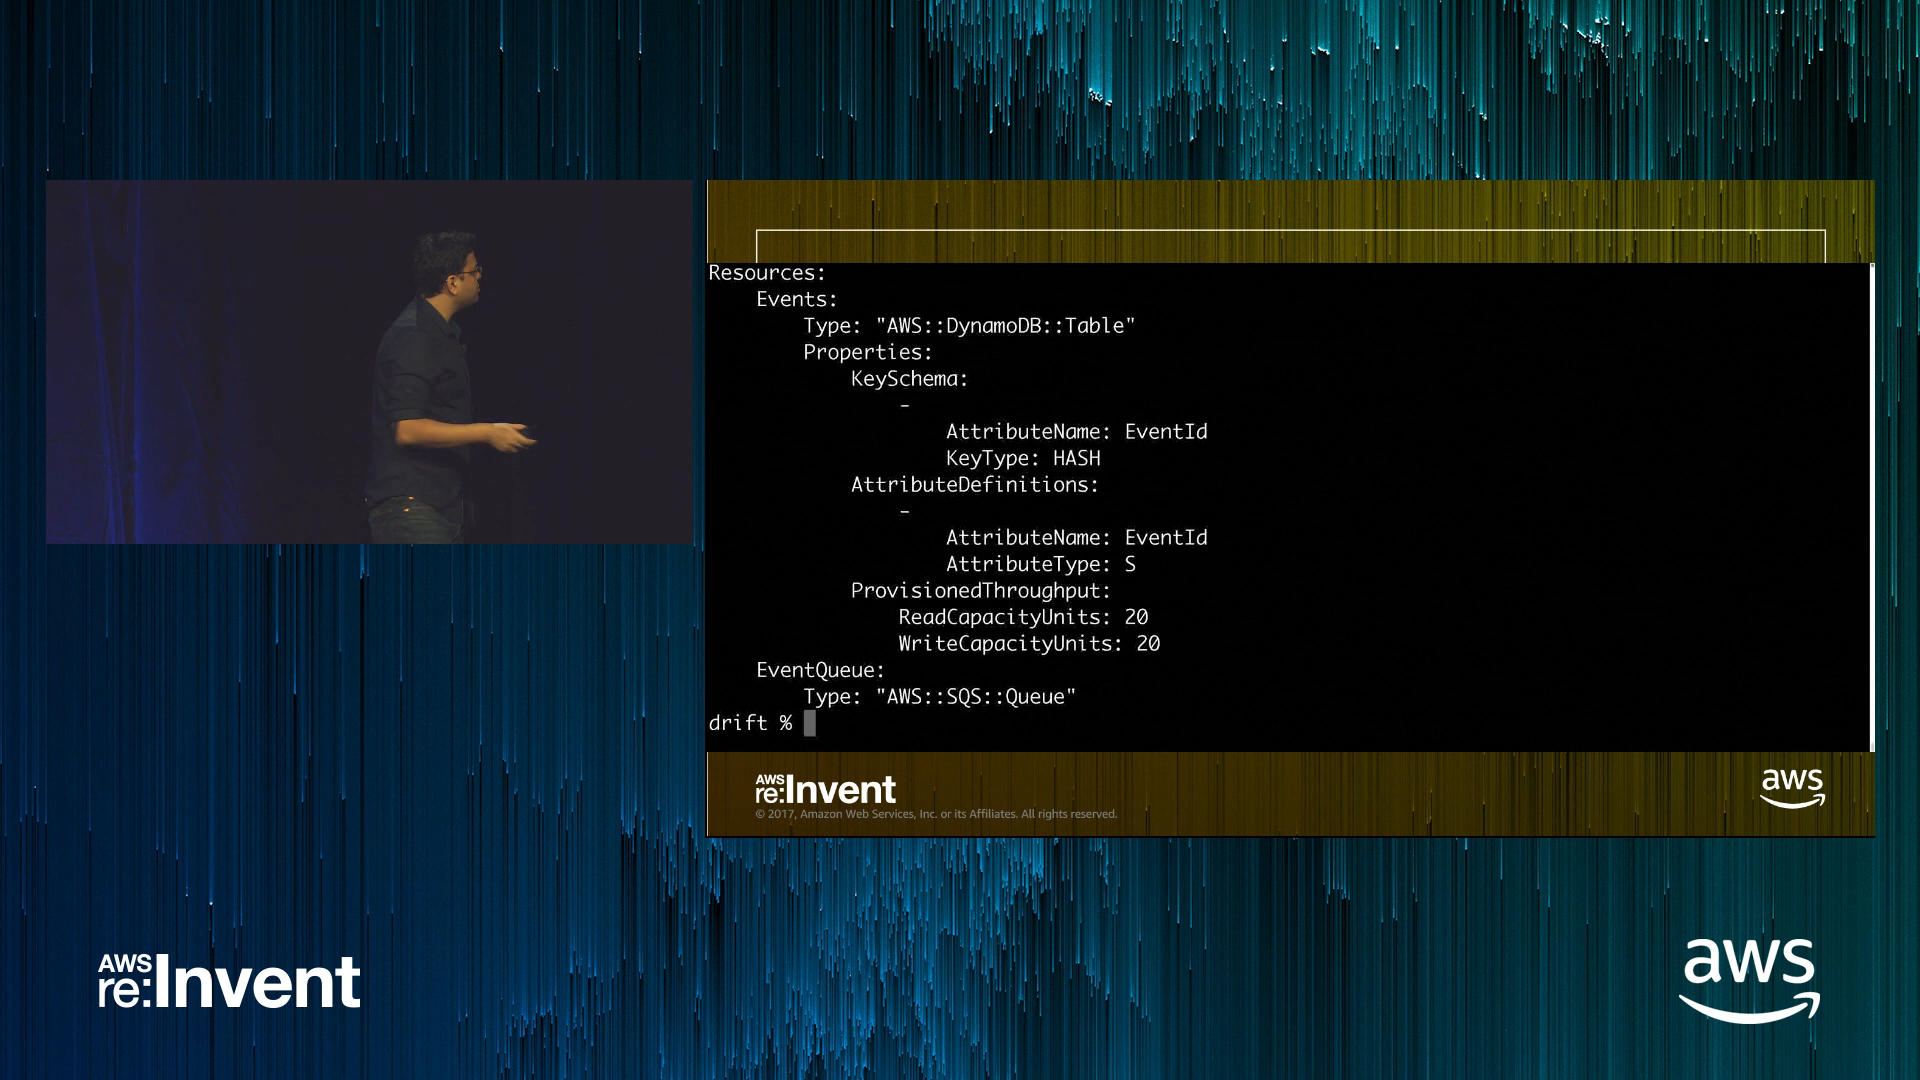 Resources:
Events:
Type: "AWS::DynamoDB::Table"
Properties:
KeySchema:
-
AttributeName: EventId
KeyType: HASH
AttributeDefinitions:
-
AttributeName: EventId
AttributeType: S
ProvisionedThroughput:
ReadCapacityUnits: 20
WriteCapacityUnits: 20
EventQueue:
Type: "AWS::SQS::Queue"
drift %
AWS
re:Invent
© 2017, Amazon Web Services, Inc. or its Affiliates. All rights reserved.
aws
AWS
re:Invent
aws